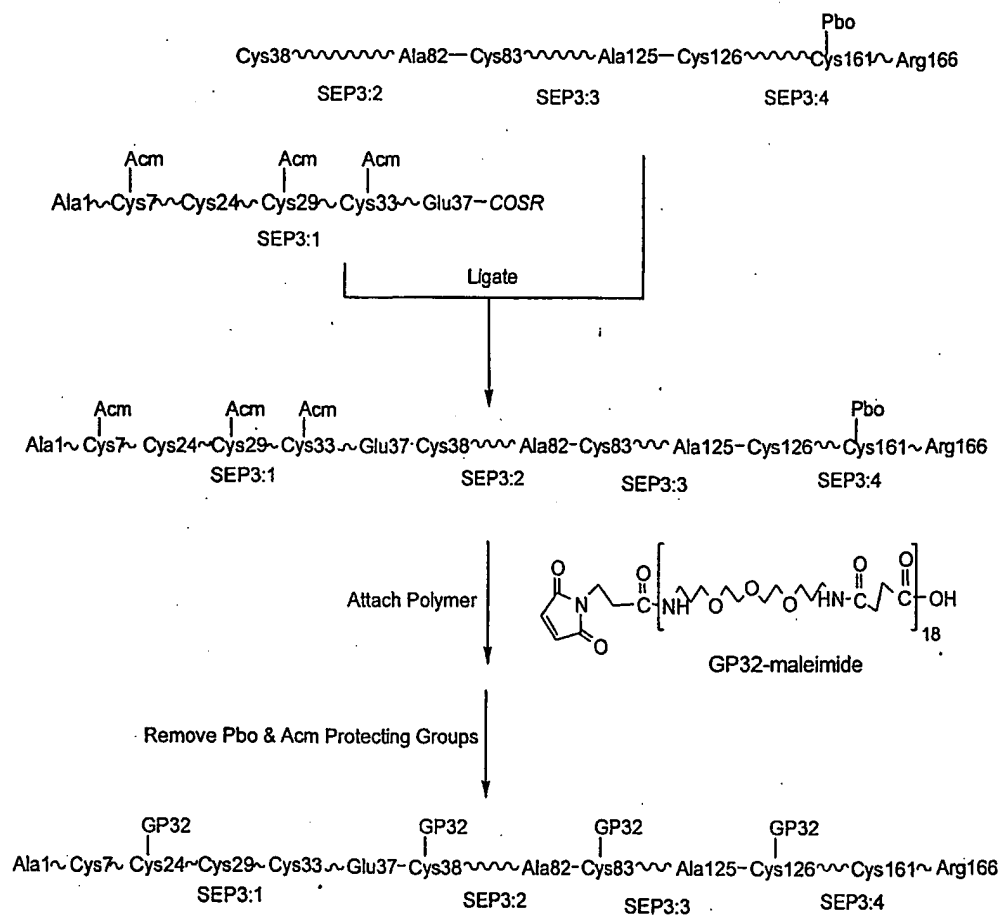 Pbo
Cys38 Ala82—Cys83 Ala125—Cys126 Cys161 Arg166
SEP3:2 SEP3:3 SEP3:4
Acm Acm Acm
Ala1 Cys7 Cys24 Cys29 Cys33 Glu37—COSR
SEP3:1
Ligate
Acm Acm Acm Pbo
Ala1 Cys7 Cys24 Cys29 Cys33 Glu37-Cys38 Ala82-Cys83 Ala125-Cys126 Cys161 Arg166
SEP3:1 SEP3:2 SEP3:3 SEP3:4
Attach Polymer
O O O O
N C NH O O O HN C C OH
O
18
GP32-maleimide
Remove Pbo & Acm Protecting Groups
GP32 GP32 GP32 GP32
Ala1 Cys7 Cys24 Cys29 Cys33 Glu37-Cys38 Ala82-Cys83 Ala125-Cys126 Cys161 Arg166
SEP3:1 SEP3:2 SEP3:3 SEP3:4